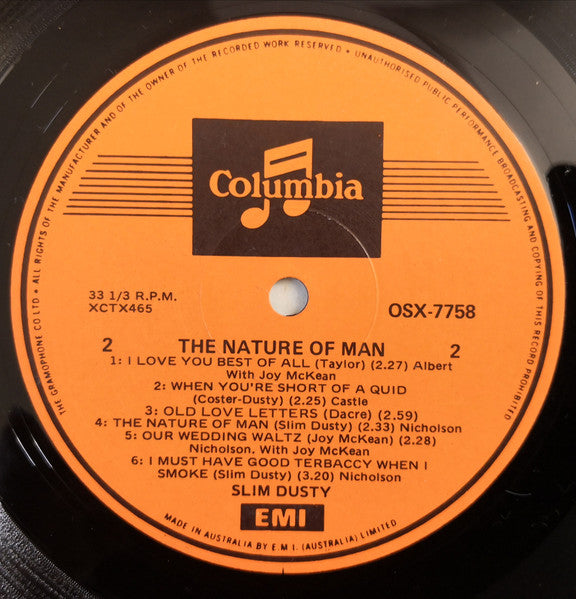 THE GRAMOPHONE CO LTD • ALL RIGHTS OF THE MANUFACTURER AND OF THE OWNER OF THE RECORDED WORK RESERVED • UNAUTHORISED PUBLIC PERFORMANCE BROADCASTING AND COPYING OF THIS RECORD PROHIBITED
Columbia
33 1/3 R.P.M.
XCTX465
OSX-7758
2 THE NATURE OF MAN 2
1: I LOVE YOU BEST OF ALL (Taylor) (2.27) Albert
With Joy McKean
2: WHEN YOU'RE SHORT OF A QUID
(Coster-Dusty) (2.25) Castle
3: OLD LOVE LETTERS (Dacre) (2.59)
4: THE NATURE OF MAN (Slim Dusty) (2.33) Nicholson
5: OUR WEDDING WALTZ (Joy McKean) (2.28)
Nicholson. With Joy McKean
6: I MUST HAVE GOOD TERBACCY WHEN I
SMOKE (Slim Dusty) (3.20) Nicholson
SLIM DUSTY
EMI
MADE IN AUSTRALIA BY E.M.I. (AUSTRALIA) LIMITED